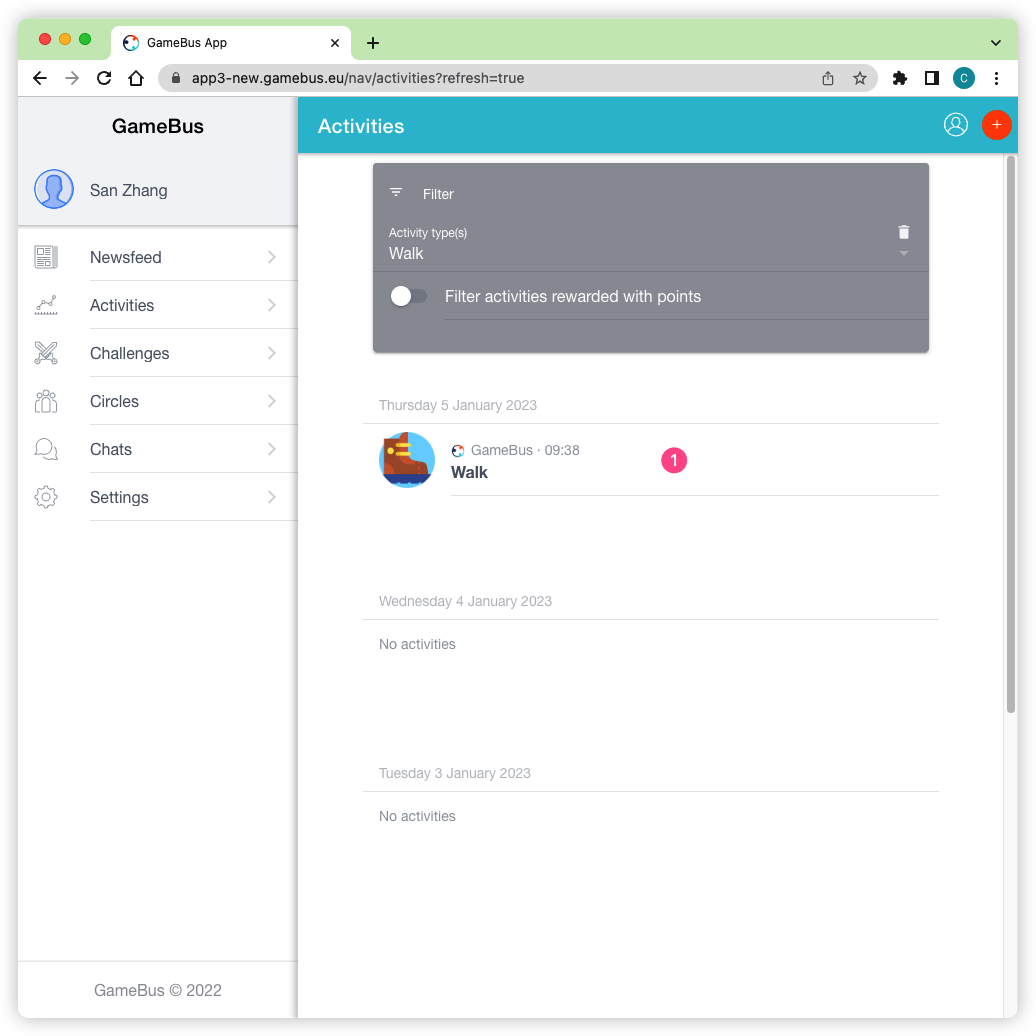 GameBus App
app3-new.gamebus.eu/nav/activities?refresh=true
C
GameBus
San Zhang
Newsfeed
Activities
Challenges
Circles
Chats
Settings
GameBus © 2022
Activities
+
Filter
Activity type(s)
Walk
Filter activities rewarded with points
Thursday 5 January 2023
GameBus · 09:38
Walk
1
Wednesday 4 January 2023
No activities
Tuesday 3 January 2023
No activities